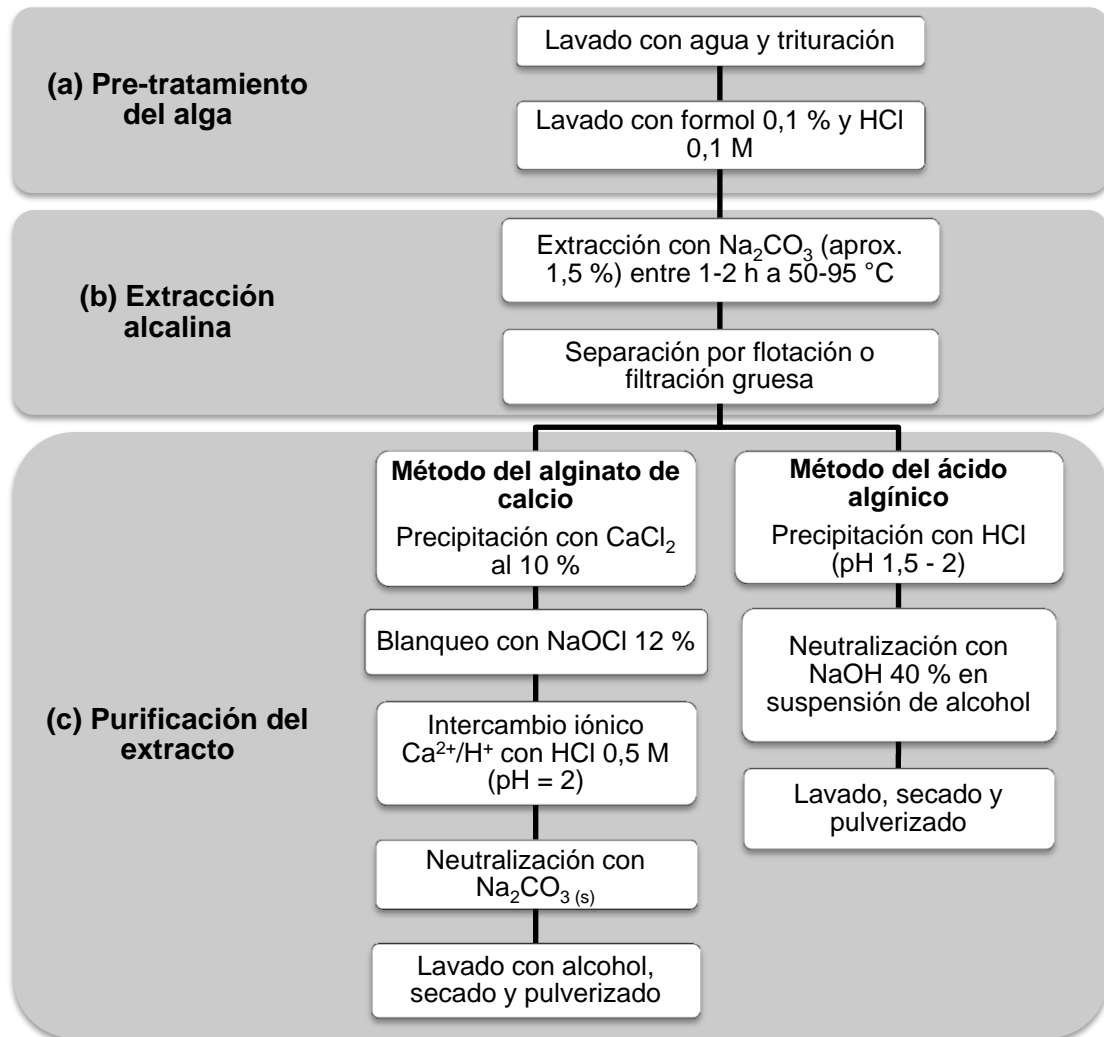 (a) Pre-tratamiento
del alga
Lavado con agua y trituración
Lavado con formol 0,1 % y HCl
0,1 M
(b) Extracción
alcalina
Extracción con Na₂CO₃ (aprox.
1,5 %) entre 1-2 h a 50-95 °C
Separación por flotación o
filtración gruesa
(c) Purificación del
extracto
Método del alginato de
calcio
Precipitación con CaCl₂
al 10 %
Blanqueo con NaOCl 12 %
Intercambio iónico
Ca²⁺/H⁺ con HCl 0,5 M
(pH = 2)
Neutralización con
Na₂CO₃ (s)
Lavado con alcohol,
secado y pulverizado
Método del ácido
algínico
Precipitación con HCl
(pH 1,5 - 2)
Neutralización con
NaOH 40 % en
suspensión de alcohol
Lavado, secado y
pulverizado